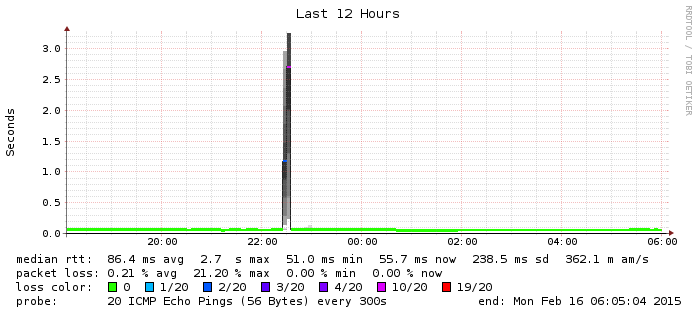 Last 12 Hours
RRDTOOL / TOBI OETIKER
Seconds
3.0
2.5
2.0
1.5
1.0
0.5
0.0
20:00 22:00 00:00 02:00 04:00 06:00
median rtt: 86.4 ms avg 2.7 s max 51.0 ms min 55.7 ms now 238.5 ms sd 362.1 m am/s
packet loss: 0.21 % avg 21.20 % max 0.00 % min 0.00 % now
loss color: 0 1/20 2/20 3/20 4/20 10/20 19/20
probe: 20 ICMP Echo Pings (56 Bytes) every 300s end: Mon Feb 16 06:05:04 2015